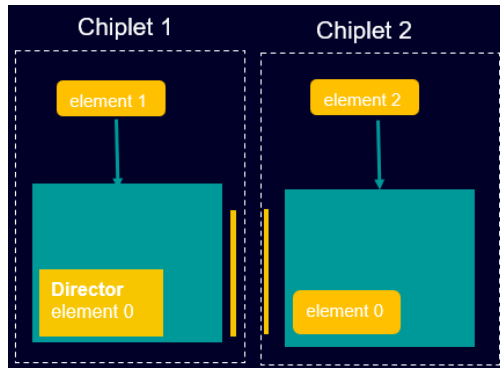 Chiplet 1
Chiplet 2
element 1
element 2
Director
element 0
element 0